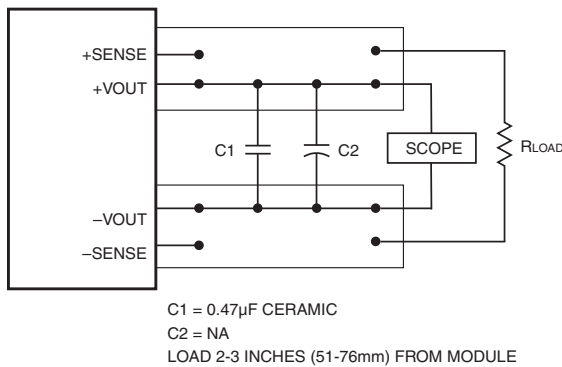 +SENSE
+VOUT
C1
C2
SCOPE
RLOAD
–VOUT
–SENSE
C1 = 0.47µF CERAMIC
C2 = NA
LOAD 2-3 INCHES (51-76mm) FROM MODULE